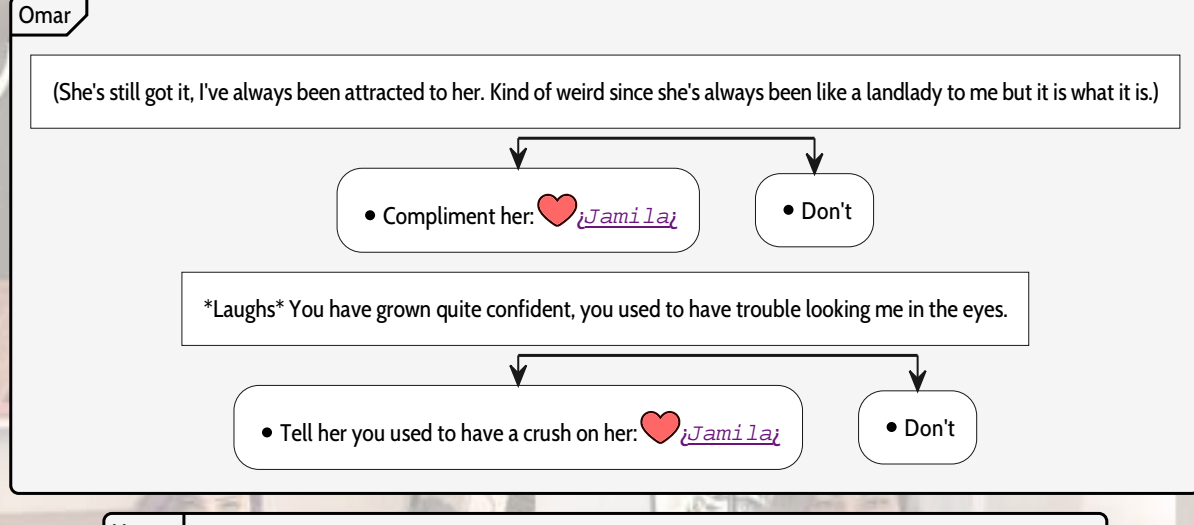 Omar
(She's still got it, I've always been attracted to her. Kind of weird since she's always been like a landlady to me but it is what it is.)
• Compliment her: ¡Jamila¡
• Don't
*Laughs* You have grown quite confident, you used to have trouble looking me in the eyes.
• Tell her you used to have a crush on her: ¡Jamila¡
• Don't